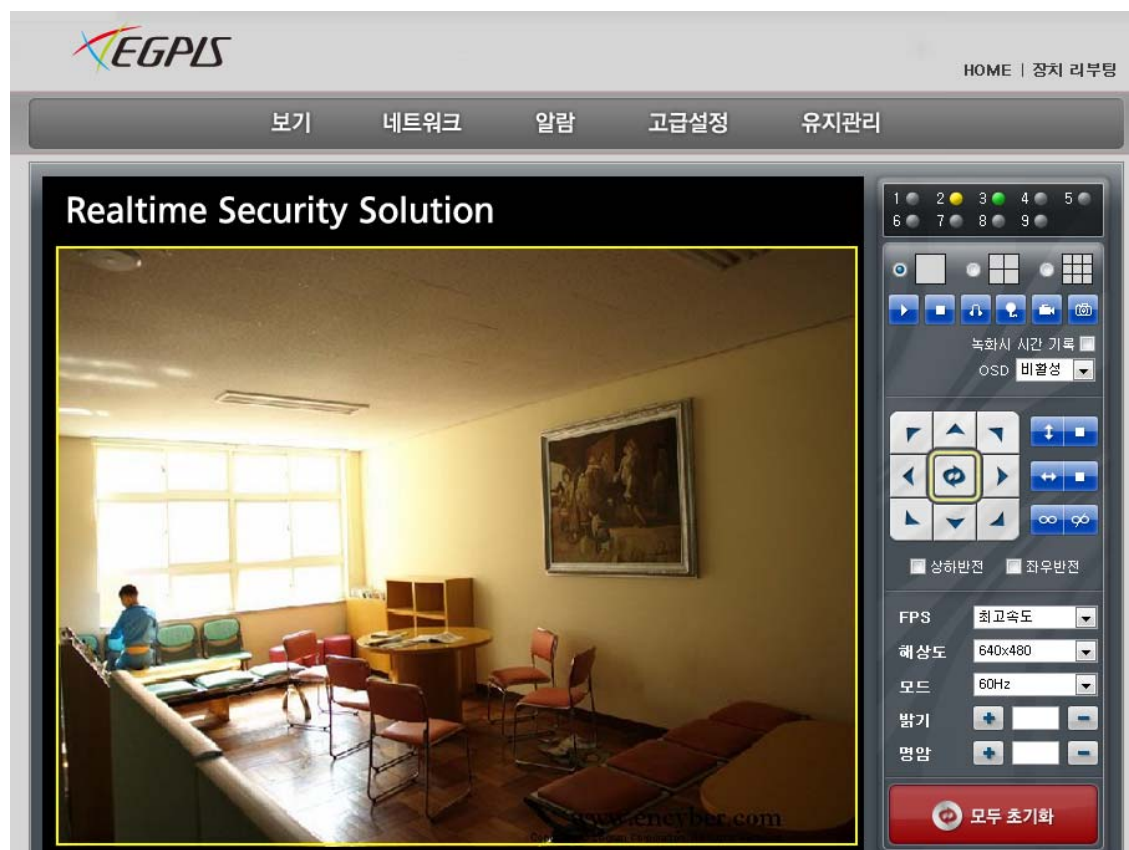 EGPIS
HOME | 장치 리부팅
보기 네트워크 알람 고급설정 유지관리
Realtime Security Solution
1 2 3 4 5
6 7 8 9
녹화시 시간 기록
OSD 비활성
상하반전 좌우반전
FPS 최고속도
해상도 640x480
모드 60Hz
밝기
명암
모두 초기화
www.encyber.com